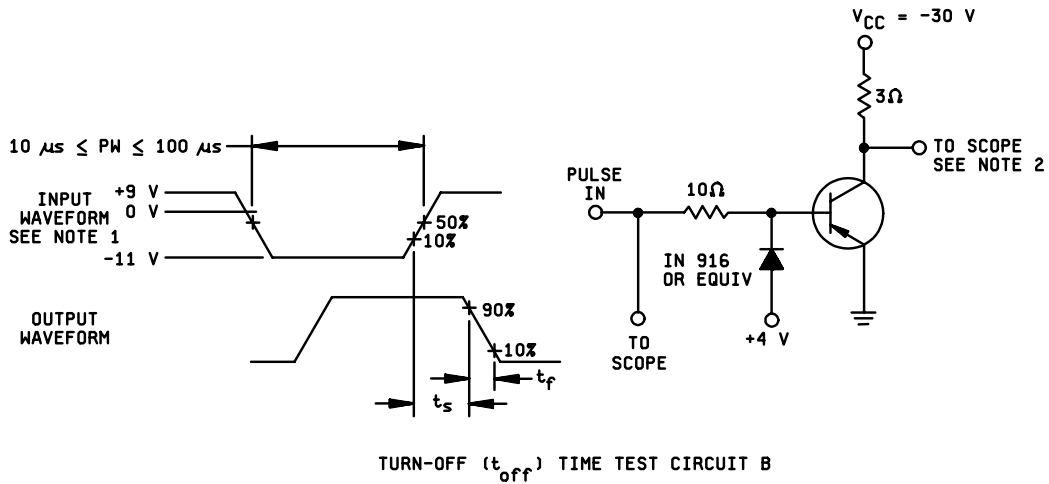 V_CC = -30 V
3Ω
10 µs ≤ PW ≤ 100 µs
TO SCOPE
SEE NOTE 2
PULSE
IN
10Ω
INPUT
WAVEFORM
SEE NOTE 1
+9 V
0 V
-11 V
50%
10%
IN 916
OR EQUIV
OUTPUT
WAVEFORM
90%
10%
+4 V
TO
SCOPE
t_f
t_s
TURN-OFF (t_off) TIME TEST CIRCUIT B